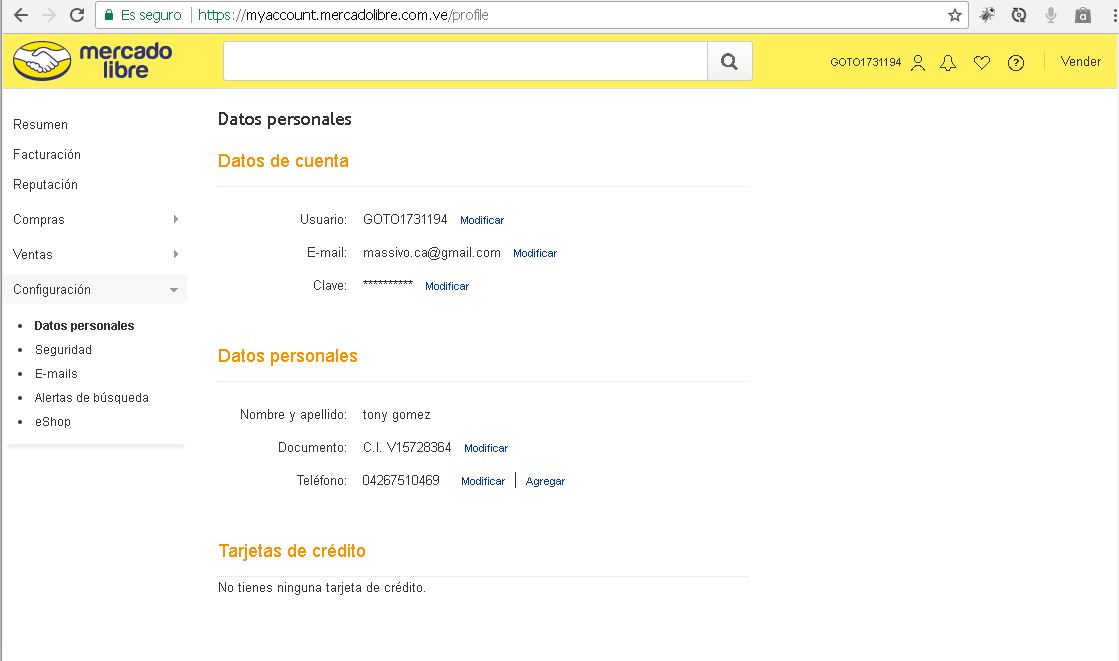 Es seguro | https://myaccount.mercadolibre.com.ve/profile
mercado
libre
GOTO1731194
Vender
Resumen
Facturación
Reputación
Compras
Ventas
Configuración
Datos personales
Seguridad
E-mails
Alertas de búsqueda
eShop
Datos personales
Datos de cuenta
Usuario: GOTO1731194 Modificar
E-mail: massivo.ca@gmail.com Modificar
Clave: ********** Modificar
Datos personales
Nombre y apellido: tony gomez
Documento: C.I. V15728364 Modificar
Teléfono: 04267510469 Modificar | Agregar
Tarjetas de crédito
No tienes ninguna tarjeta de crédito.